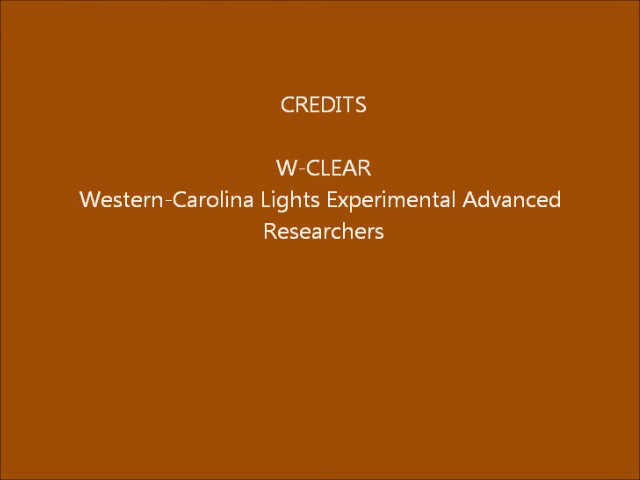 CREDITS
W-CLEAR
Western-Carolina Lights Experimental Advanced
Researchers